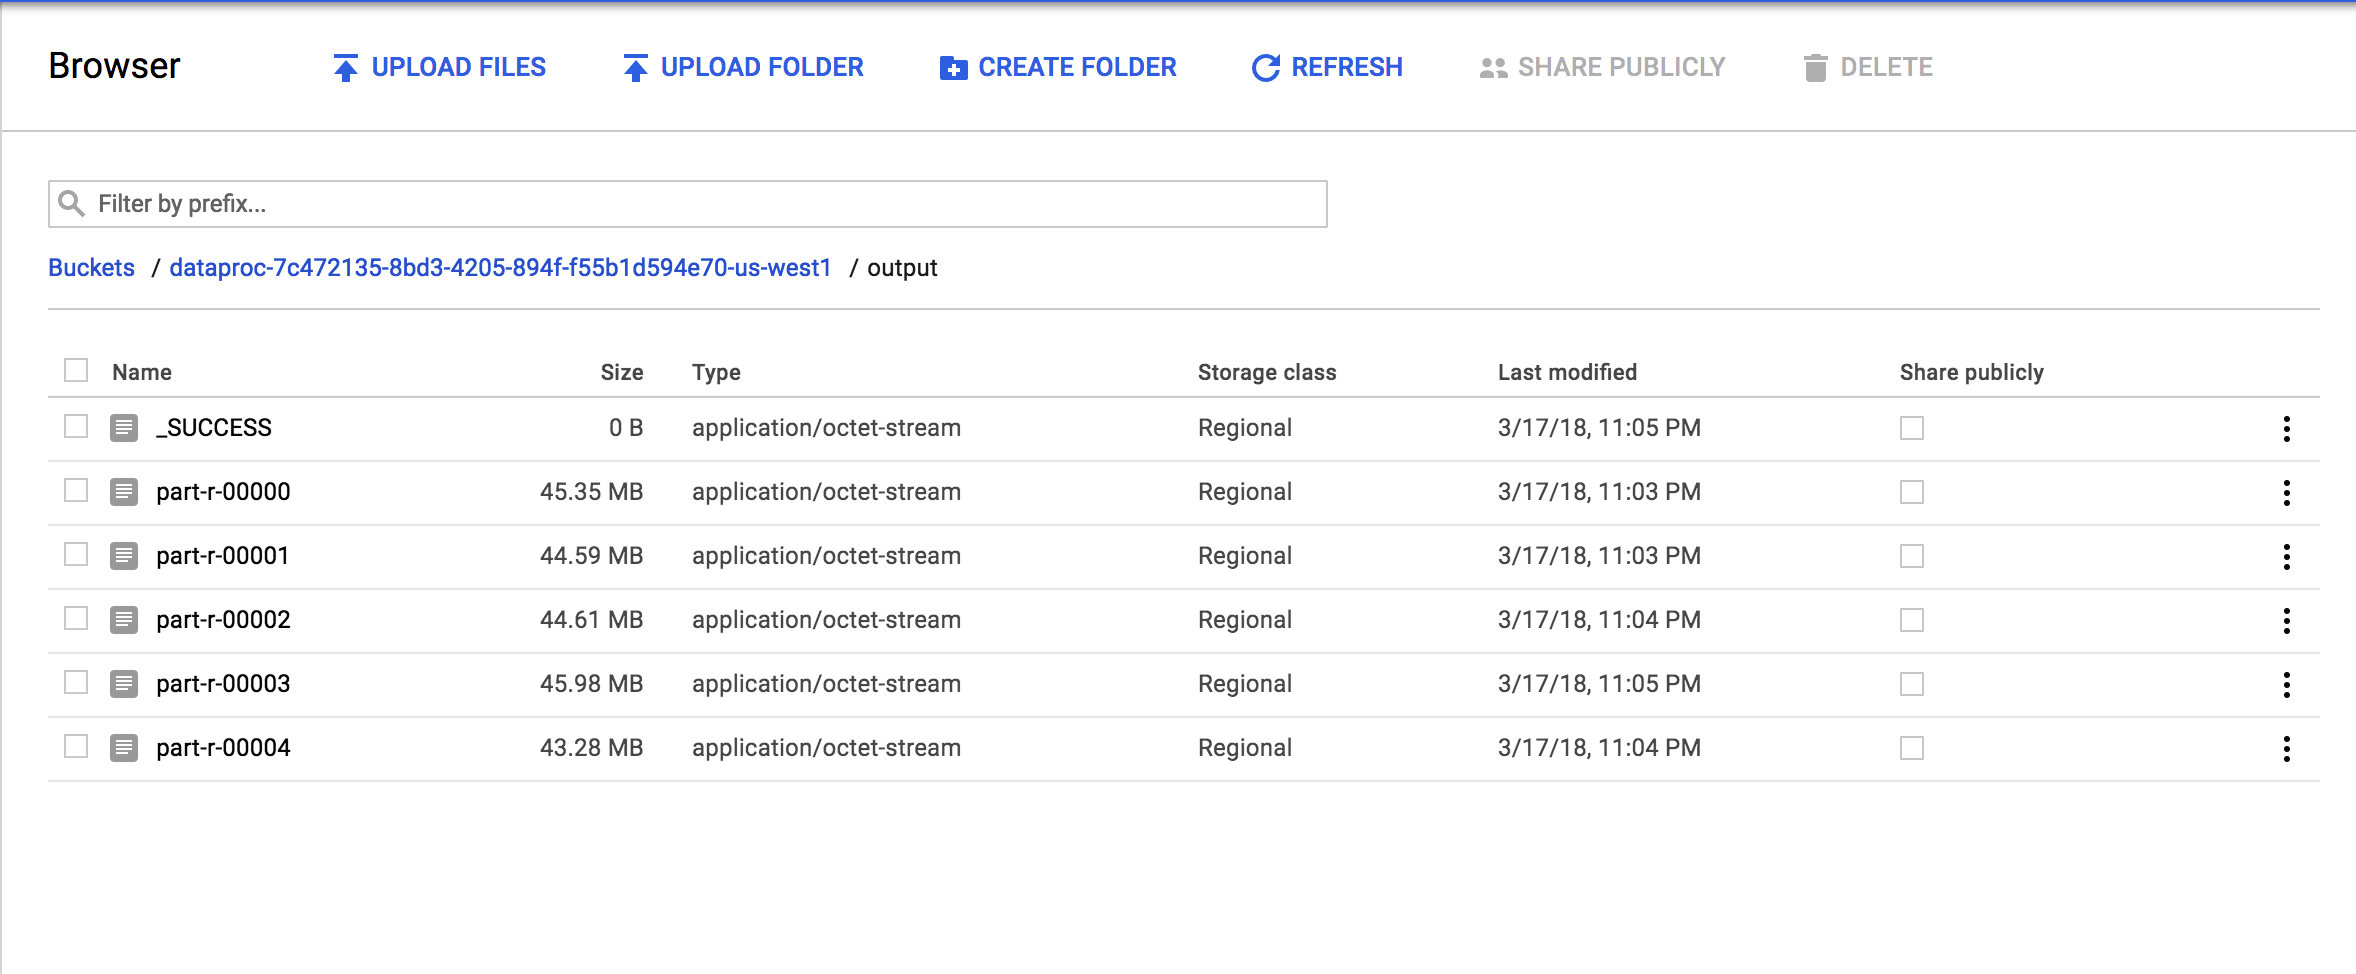 Browser UPLOAD FILES UPLOAD FOLDER CREATE FOLDER REFRESH SHARE PUBLICLY DELETE
Filter by prefix...
Buckets / dataproc-7c472135-8bd3-4205-894f-f55b1d594e70-us-west1 / output
Name Size Type Storage class Last modified Share publicly
_SUCCESS 0 B application/octet-stream Regional 3/17/18, 11:05 PM
part-r-00000 45.35 MB application/octet-stream Regional 3/17/18, 11:03 PM
part-r-00001 44.59 MB application/octet-stream Regional 3/17/18, 11:03 PM
part-r-00002 44.61 MB application/octet-stream Regional 3/17/18, 11:04 PM
part-r-00003 45.98 MB application/octet-stream Regional 3/17/18, 11:05 PM
part-r-00004 43.28 MB application/octet-stream Regional 3/17/18, 11:04 PM